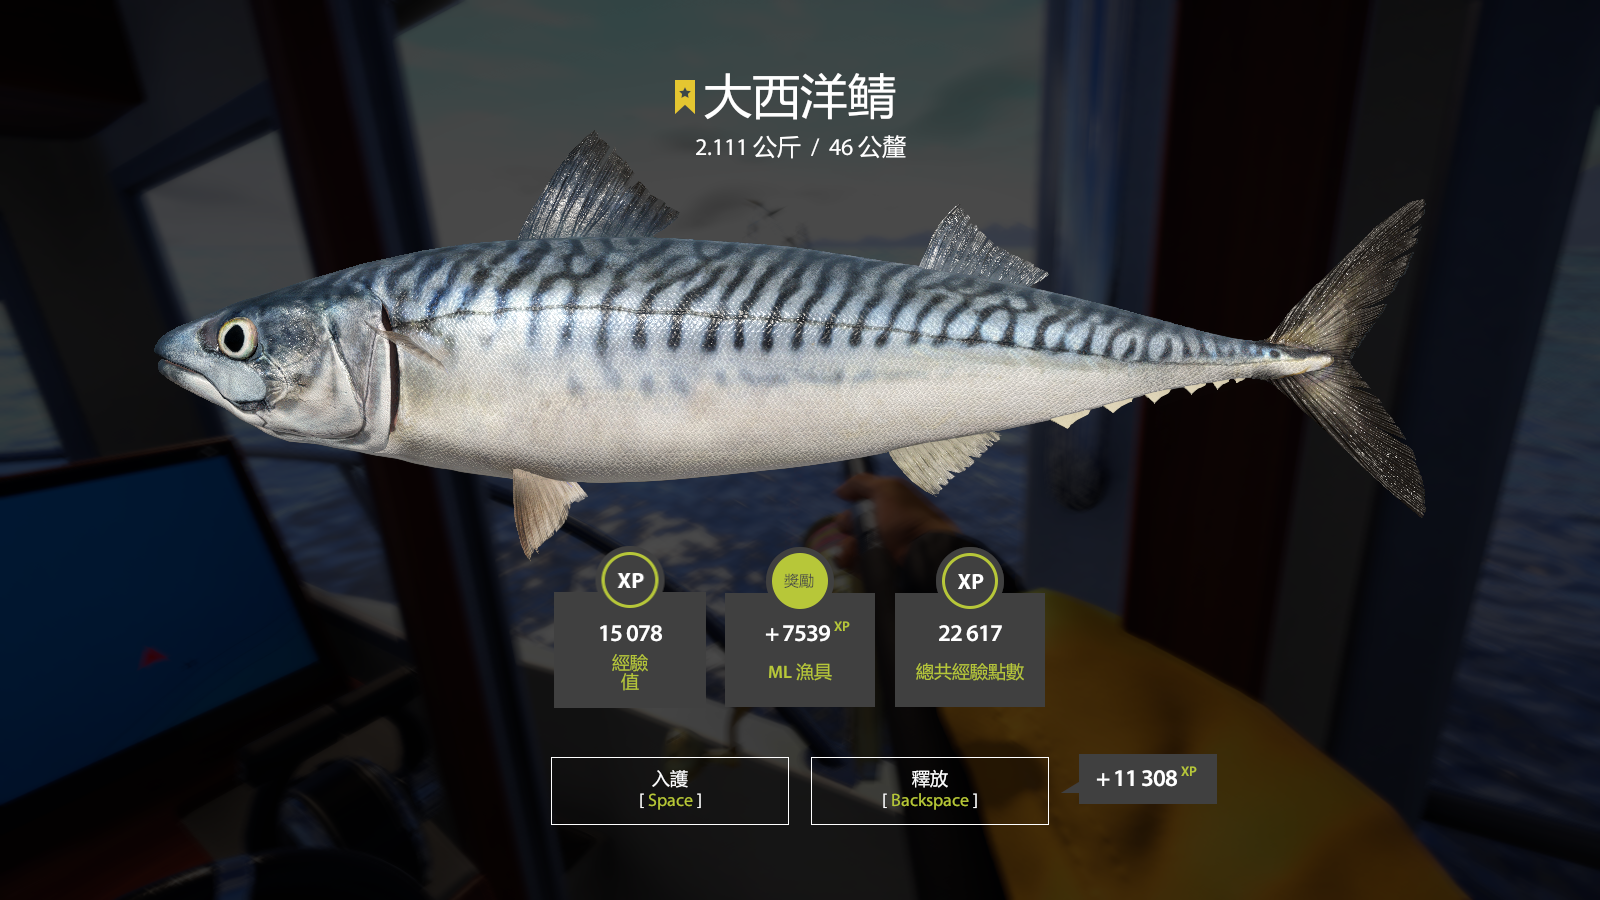 大西洋鯖
2.111 公斤 / 46 公釐
XP
15 078
經驗
值
獎勵
+7539 XP
ML 漁具
XP
22 617
總共經驗點數
入護
[ Space ]
釋放
[ Backspace ]
+11 308 XP